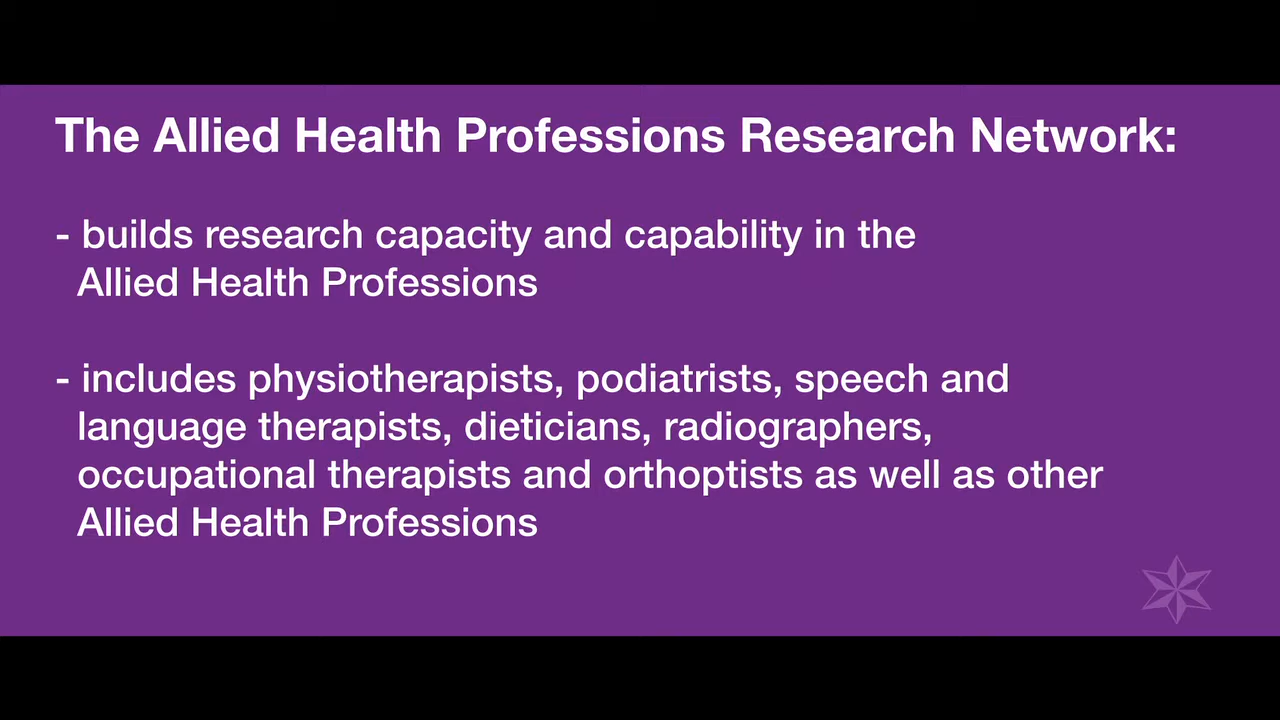 The Allied Health Professions Research Network:
- builds research capacity and capability in the
Allied Health Professions
- includes physiotherapists, podiatrists, speech and
language therapists, dieticians, radiographers,
occupational therapists and orthoptists as well as other
Allied Health Professions